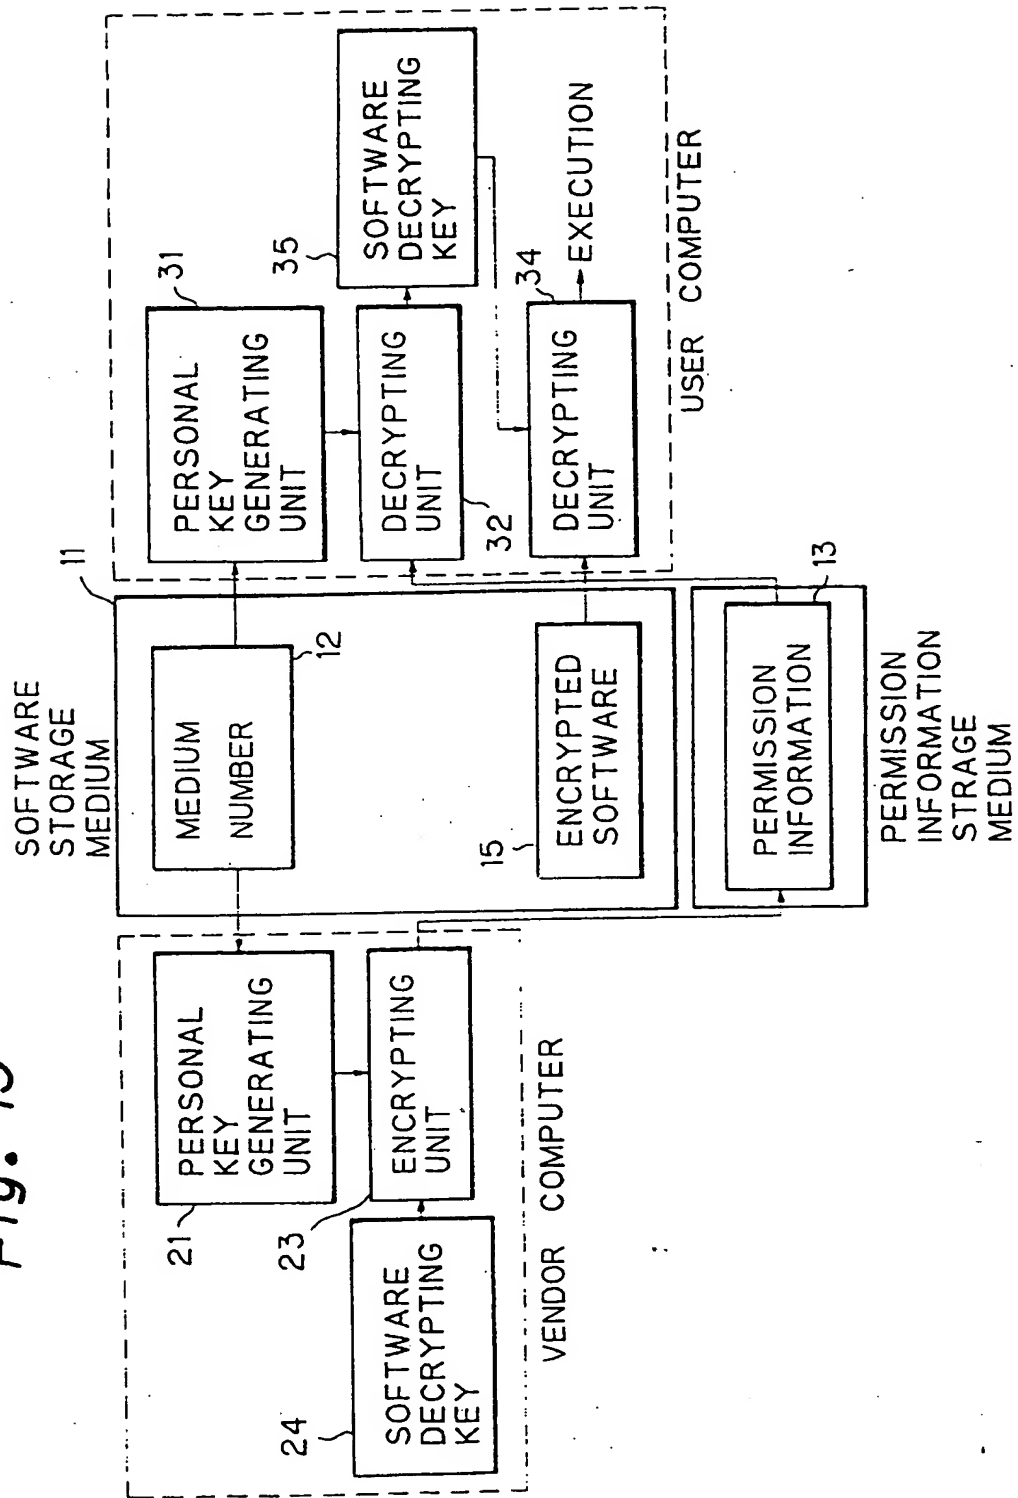 Fig.
SOFTWARE
STORAGE
MEDIUM
11
21
PERSONAL
KEY
GENERATING
UNIT
23
ENCRYPTING
UNIT
24
SOFTWARE
DECRYPTING
KEY
VENDOR COMPUTER
MEDIUM
NUMBER
12
15
ENCRYPTED
SOFTWARE
PERMISSION
INFORMATION
13
PERMISSION
INFORMATION
STRAGE
MEDIUM
31
PERSONAL
KEY
GENERATING
UNIT
32
DECRYPTING
UNIT
35
SOFTWARE
DECRYPTING
KEY
34
DECRYPTING
UNIT
EXECUTION
USER COMPUTER